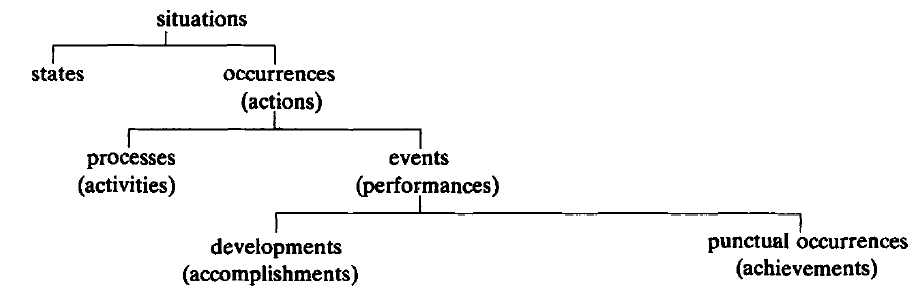 situations
states occurrences
(actions)
processes events
(activities) (performances)
developments punctual occurrences
(accomplishments) (achievements)